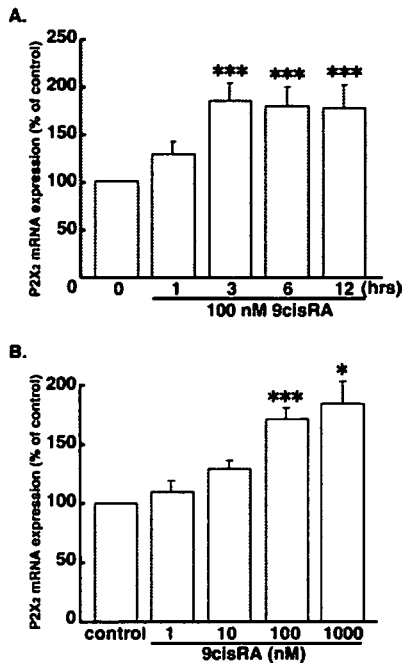 A.
P2X₂ mRNA expression (% of control)
250
200
150
100
50
0
*** *** ***
0 1 3 6 12 (hrs)
100 nM 9cisRA
B.
P2X₂ mRNA expression (% of control)
200
150
100
50
0
*** *
control 1 10 100 1000
9cisRA (nM)